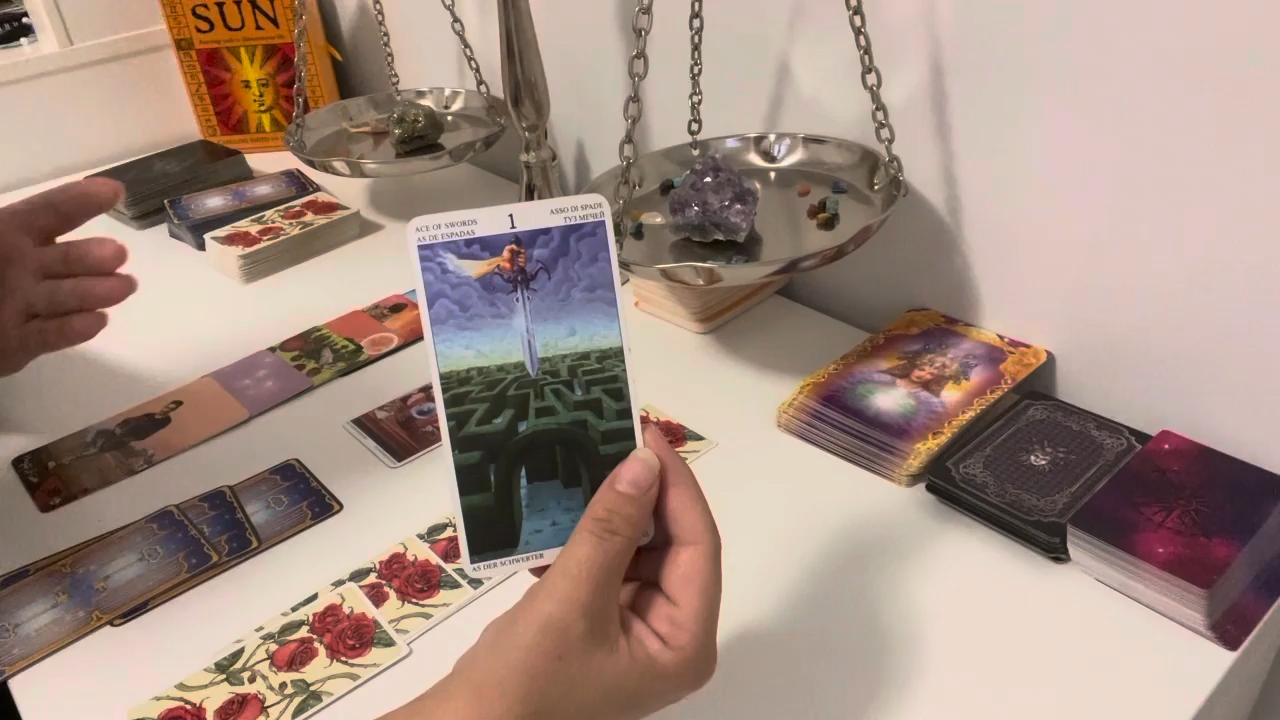 SUN
ACE OF SWORDS
AS DE ESPADAS
1
ASSO DI SPADE
ТУЗ МЕЧЕЙ
AS DER SCHWERTER